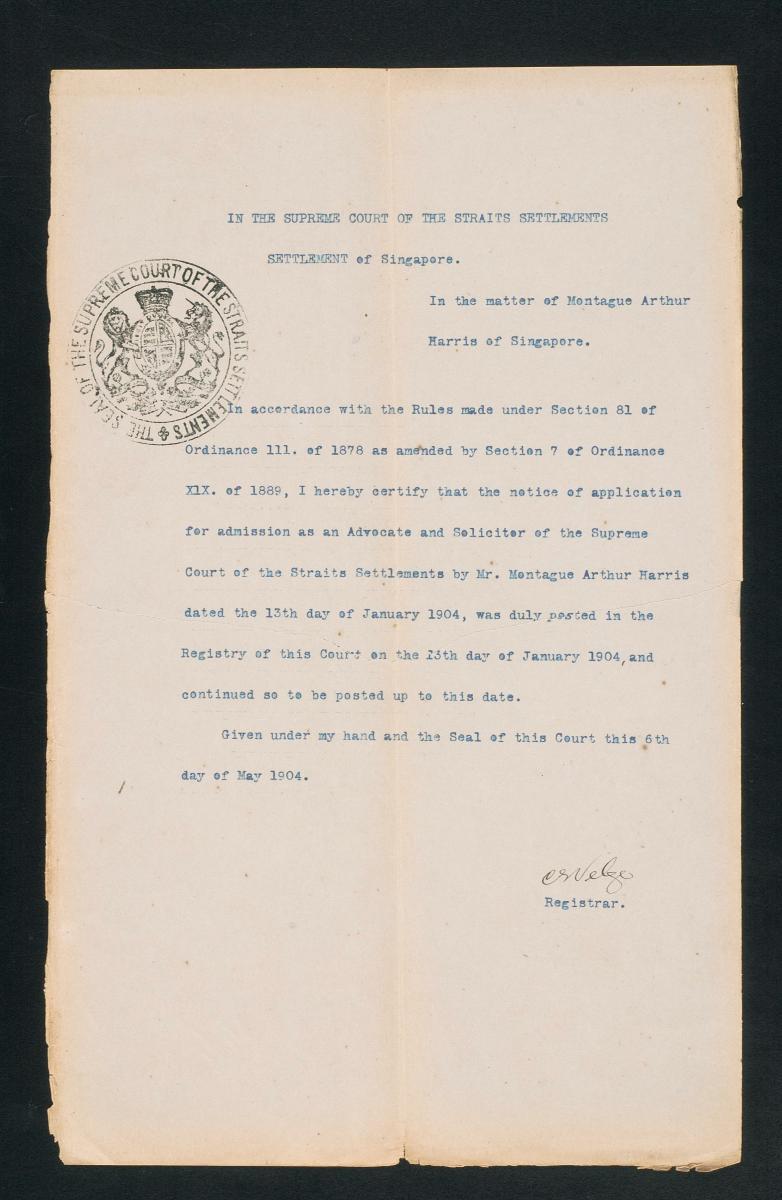 IN THE SUPREME COURT OF THE STRAITS SETTLEMENTS
SETTLEMENT of Singapore.
THE SEAL OF THE SUPREME COURT OF THE STRAITS SETTLEMENTS
In the matter of Montague Arthur
Harris of Singapore.
In accordance with the Rules made under Section 81 of
Ordinance 111. of 1878 as amended by Section 7 of Ordinance
X1X. of 1889, I hereby certify that the notice of application
for admission as an Advocate and Solicitor of the Supreme
Court of the Straits Settlements by Mr. Montague Arthur Harris
dated the 13th day of January 1904, was duly posted in the
Registry of this Court on the 13th day of January 1904, and
continued so to be posted up to this date.
Given under my hand and the Seal of this Court this 6th
day of May 1904.
Velge
Registrar.